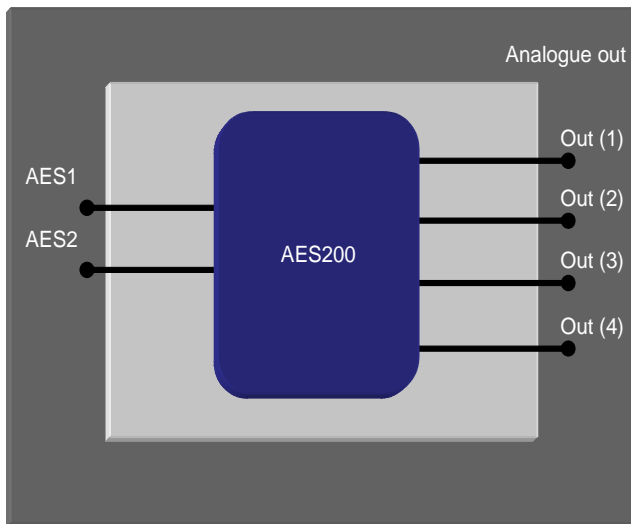 Analogue out
Out (1)
AES1
Out (2)
AES2
AES200
Out (3)
Out (4)